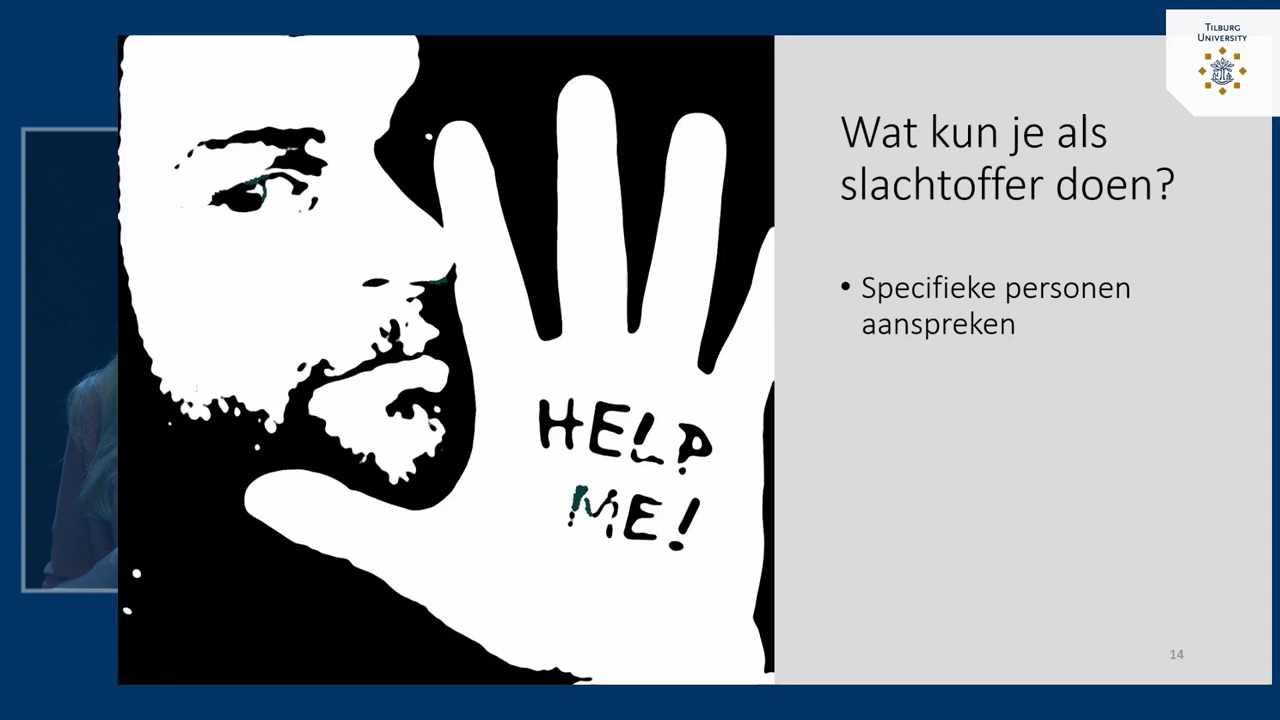 TILBURG
UNIVERSITY
Wat kun je als
slachtoffer doen?
• Specifieke personen
aanspreken
HELP
ME!
14